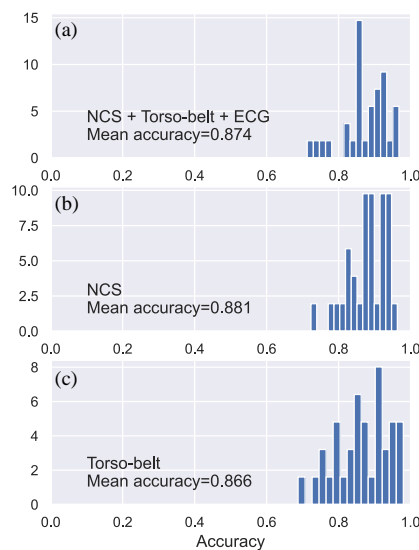 15
(a)
10
5
NCS + Torso-belt + ECG
Mean accuracy=0.874
0
0.0 0.2 0.4 0.6 0.8 1.0
10.0
(b)
7.5
5.0
2.5
NCS
Mean accuracy=0.881
0.0
0.0 0.2 0.4 0.6 0.8 1.0
8
(c)
6
4
2
Torso-belt
Mean accuracy=0.866
0
0.0 0.2 0.4 0.6 0.8 1.0
Accuracy